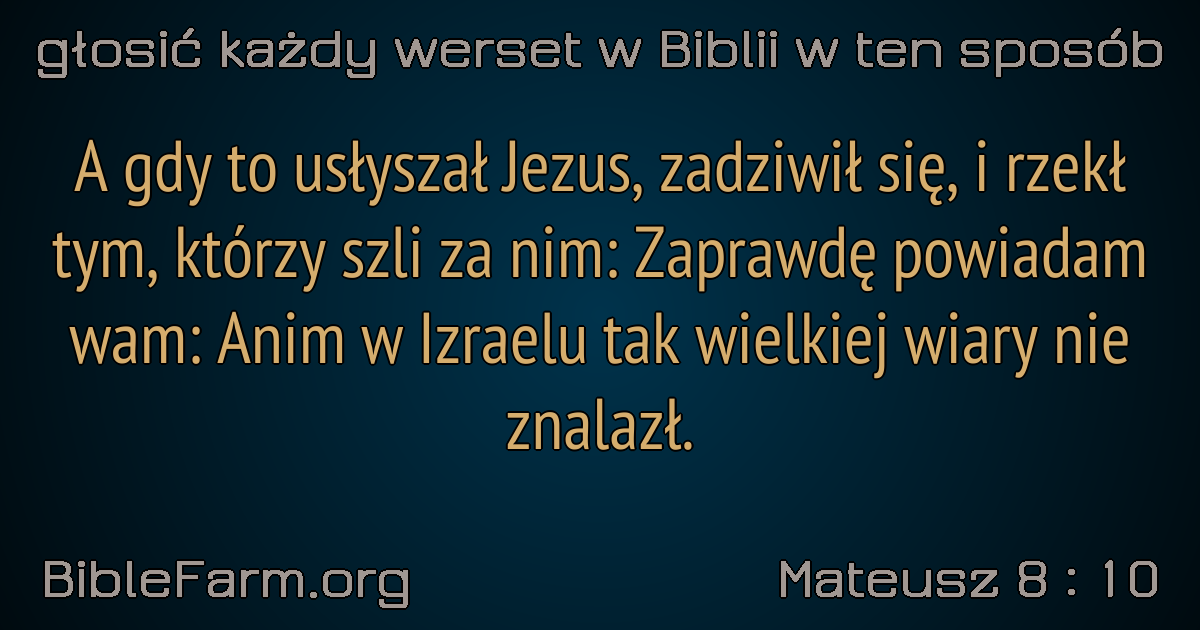 głosić każdy werset w Biblii w ten sposób
A gdy to usłyszał Jezus, zadziwił się, i rzekł
tym, którzy szli za nim: Zaprawdę powiadam
wam: Anim w Izraelu tak wielkiej wiary nie
znalazł.
BibleFarm.org
Mateusz 8 : 10